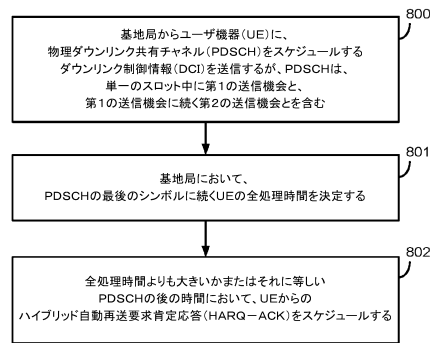 800
基地局からユーザ機器(UE)に、
物理ダウンリンク共有チャネル(PDSCH)をスケジュールする
ダウンリンク制御情報(DCI)を送信するが、PDSCHは、
単一のスロット中に第1の送信機会と、
第1の送信機会に続く第2の送信機会とを含む
801
基地局において、
PDSCHの最後のシンボルに続くUEの全処理時間を決定する
802
全処理時間よりも大きいかまたはそれに等しい
PDSCHの後の時間において、UEからの
ハイブリッド自動再送要求肯定応答(HARQ-ACK)をスケジュールする